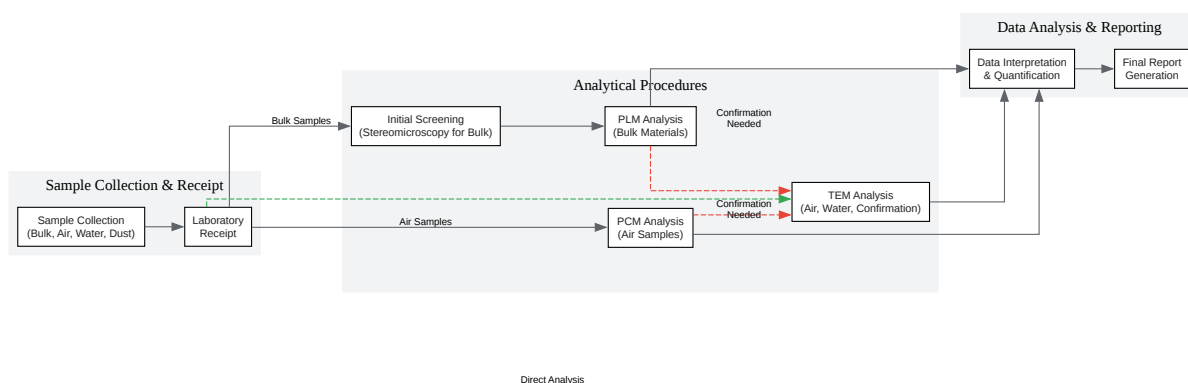 Data Analysis & Reporting
Data Interpretation
& Quantification
Final Report
Generation
Analytical Procedures
Bulk Samples
Initial Screening
(Stereomicroscopy for Bulk)
PLM Analysis
(Bulk Materials)
Confirmation
Needed
Sample Collection & Receipt
Sample Collection
(Bulk, Air, Water, Dust)
Laboratory
Receipt
Air Samples
PCM Analysis
(Air Samples)
Confirmation
Needed
TEM Analysis
(Air, Water, Confirmation)
Direct Analysis